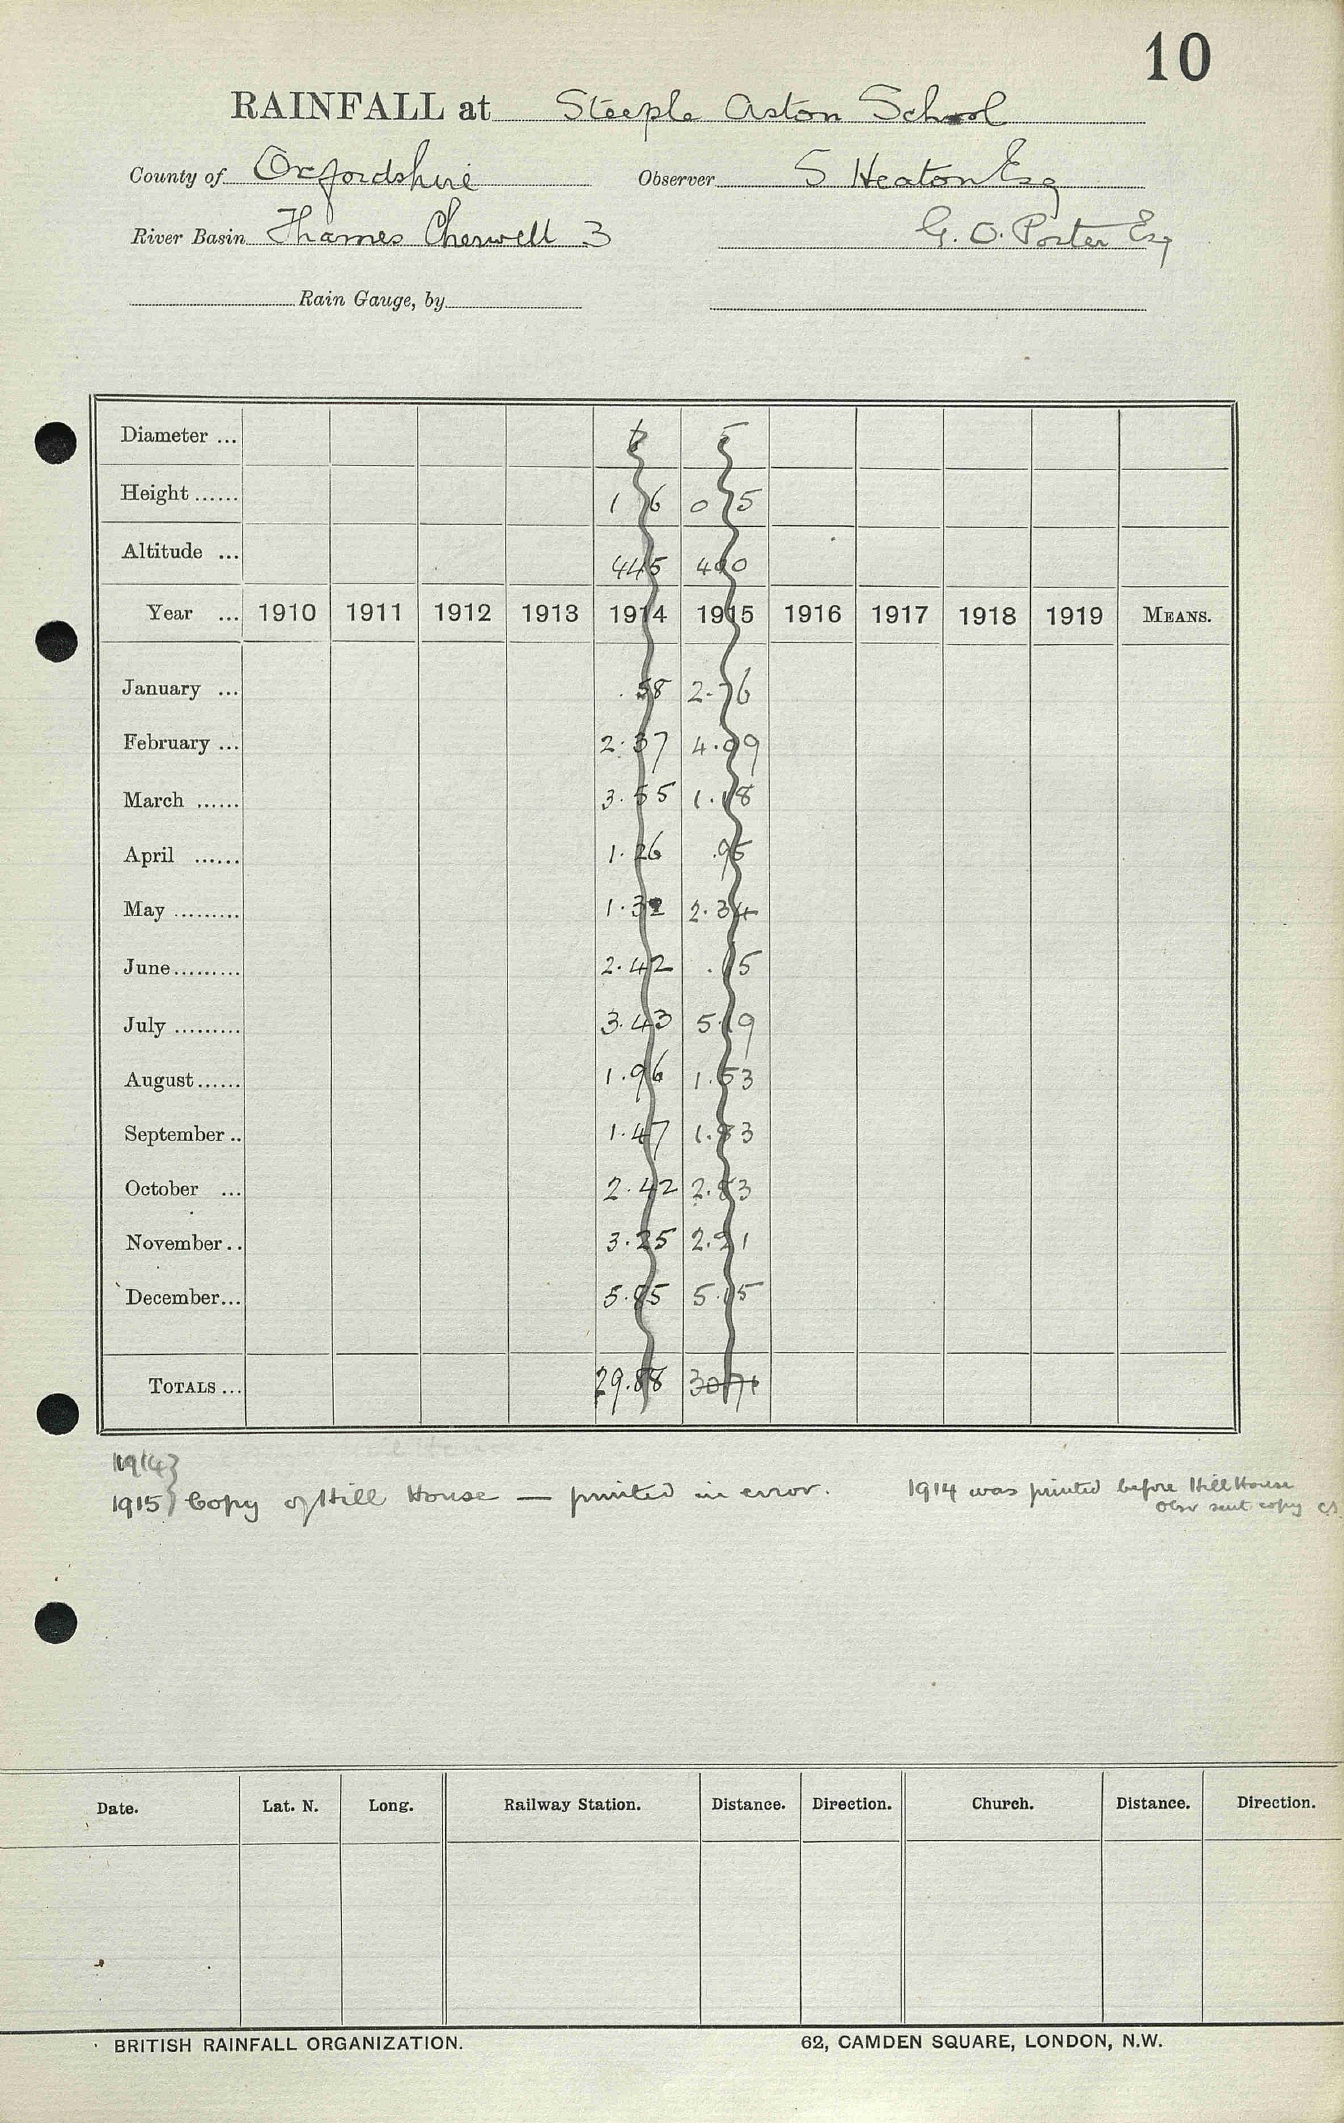 10
RAINFALL at Steeple Aston School
County of Oxfordshire Observer S Heaton Esq
River Basin Thames Cherwell 3 G. O. Porter Esq
Rain Gauge, by
Diameter ... 5
Height ...... 1 6 0 5
Altitude ... 445 400
Year ... 1910 1911 1912 1913 1914 1915 1916 1917 1918 1919 MEANS.
January ... .58 2.76
February ... 2.37 4.09
March ...... 3.55 1.18
April ...... 1.26 .95
May ......... 1.32 2.34
June ......... 2.42 .15
July ......... 3.43 5.19
August ...... 1.96 1.53
September .. 1.47 1.83
October ... 2.42 2.83
November .. 3.25 2.21
December ... 5.85 5.15
TOTALS ... 29.88
1914}
1915} Copy of Hill House — printed in error. 1914 was printed before Hill House
Obsr sent copy
Date. Lat. N. Long. Railway Station. Distance. Direction. Church. Distance. Direction.
BRITISH RAINFALL ORGANIZATION. 62, CAMDEN SQUARE, LONDON, N.W.